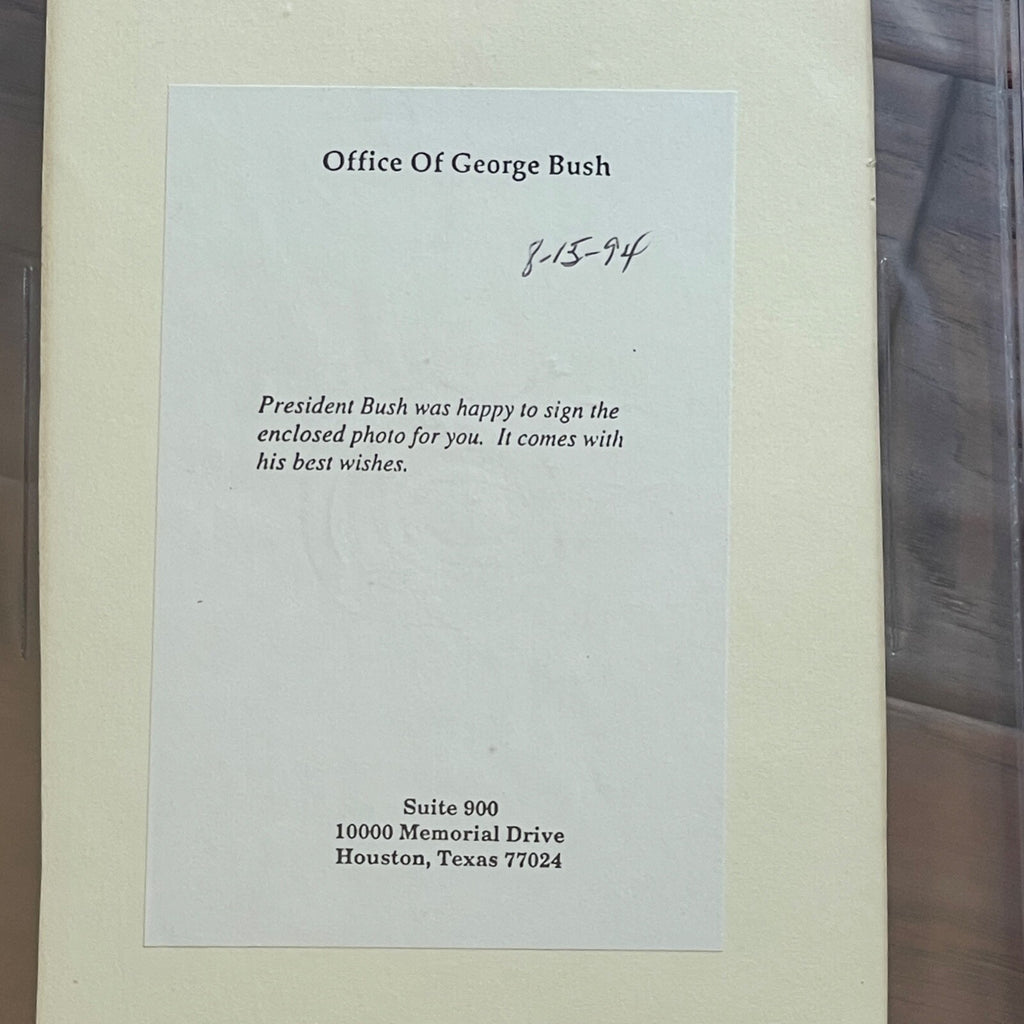 Office Of George Bush
8-15-94
President Bush was happy to sign the
enclosed photo for you. It comes with
his best wishes.
Suite 900
10000 Memorial Drive
Houston, Texas 77024